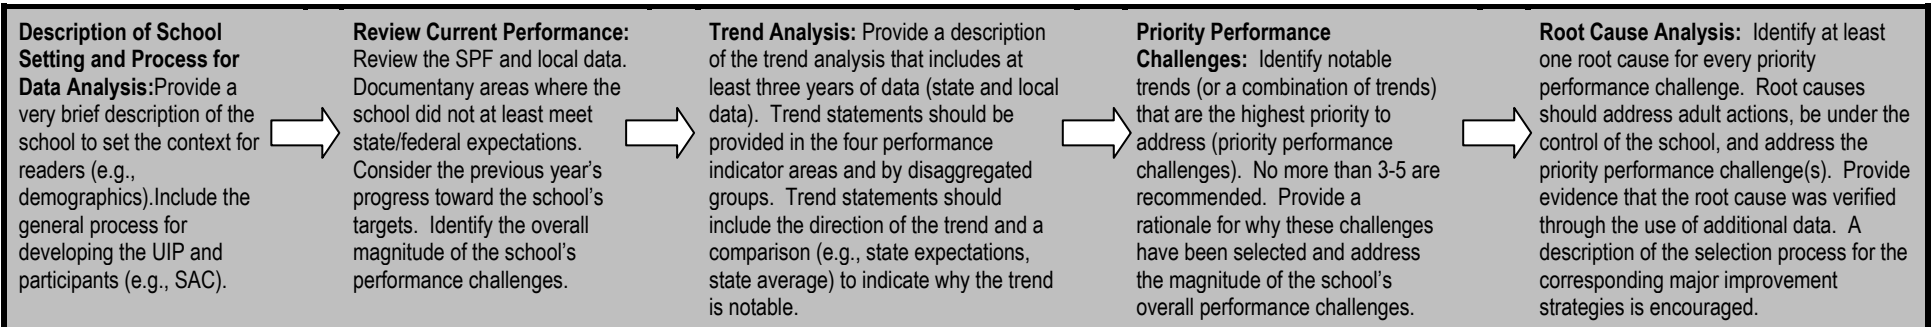 Description of School
Setting and Process for
Data Analysis:Provide a
very brief description of the
school to set the context for
readers (e.g.,
demographics).Include the
general process for
developing the UIP and
participants (e.g., SAC).
Review Current Performance:
Review the SPF and local data.
Documentany areas where the
school did not at least meet
state/federal expectations.
Consider the previous year’s
progress toward the school’s
targets.  Identify the overall
magnitude of the school’s
performance challenges.
Trend Analysis: Provide a description
of the trend analysis that includes at
least three years of data (state and local
data).  Trend statements should be
provided in the four performance
indicator areas and by disaggregated
groups.  Trend statements should
include the direction of the trend and a
comparison (e.g., state expectations,
state average) to indicate why the trend
is notable.
Priority Performance
Challenges:  Identify notable
trends (or a combination of trends)
that are the highest priority to
address (priority performance
challenges).  No more than 3-5 are
recommended.  Provide a
rationale for why these challenges
have been selected and address
the magnitude of the school’s
overall performance challenges.
Root Cause Analysis:  Identify at least
one root cause for every priority
performance challenge.  Root causes
should address adult actions, be under the
control of the school, and address the
priority performance challenge(s).  Provide
evidence that the root cause was verified
through the use of additional data.  A
description of the selection process for the
corresponding major improvement
strategies is encouraged.